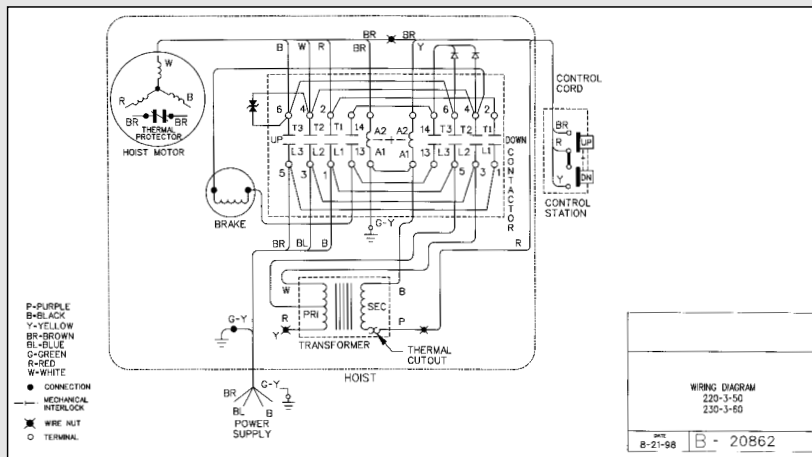 BR BR BR
B W R Y
W
R B
BR BR
THERMAL
PROTECTOR
HOIST MOTOR
6 4 2 14 14 6 4 2
T3 T2 T1 A2 A2 T3 T2 T1
UP DOWN
L3 L2 L1 13 A1 A1 13 L3 L2 L1
5 3 1 5 3 1
CONTACTOR
CONTROL
CORD
BR
R
Y
UP
DN
CONTROL
STATION
BRAKE
G-Y
BR BL B
R
W B
PRI SEC
R P
Y
TRANSFORMER
THERMAL
CUTOUT
HOIST
G-Y
BR G-Y
BL B
POWER
SUPPLY
P-PURPLE
B-BLACK
Y-YELLOW
BR-BROWN
BL-BLUE
G-GREEN
R-RED
W-WHITE
CONNECTION
MECHANICAL
INTERLOCK
WIRE NUT
TERMINAL
WIRING DIAGRAM
220-3-50
230-3-60
DATE
8-21-98
B - 20862